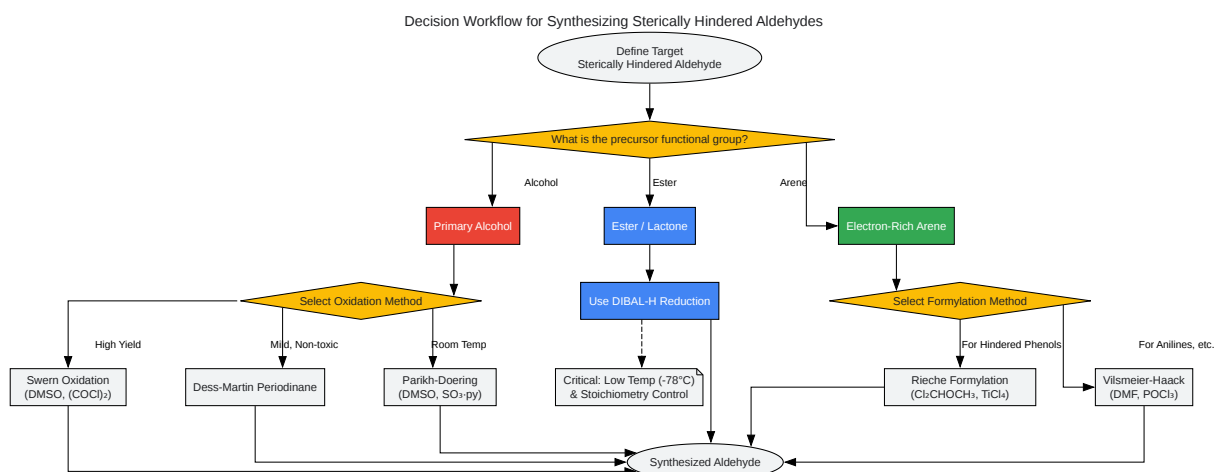 Decision Workflow for Synthesizing Sterically Hindered Aldehydes
Define Target
Sterically Hindered Aldehyde
What is the precursor functional group?
Alcohol
Ester
Arene
Primary Alcohol
Ester / Lactone
Electron-Rich Arene
Select Oxidation Method
Use DIBAL-H Reduction
Select Formylation Method
High Yield
Mild, Non-toxic
Room Temp
For Hindered Phenols
For Anilines, etc.
Swern Oxidation
(DMSO, (COCl)₂)
Dess-Martin Periodinane
Parikh-Doering
(DMSO, SO₃·py)
Critical: Low Temp (-78°C)
& Stoichiometry Control
Rieche Formylation
(Cl₂CHOCH₃, TiCl₄)
Vilsmeier-Haack
(DMF, POCl₃)
Synthesized Aldehyde